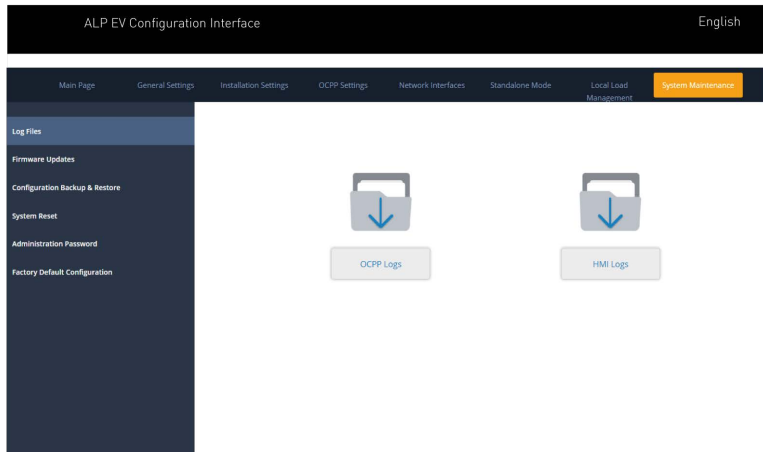 ALP EV Configuration Interface
English
Main Page
General Settings
Installation Settings
OCPP Settings
Network Interfaces
Standalone Mode
Local Load
Management
System Maintenance
Log Files
Firmware Updates
Configuration Backup & Restore
System Reset
Administration Password
Factory Default Configuration
OCPP Logs
HMI Logs